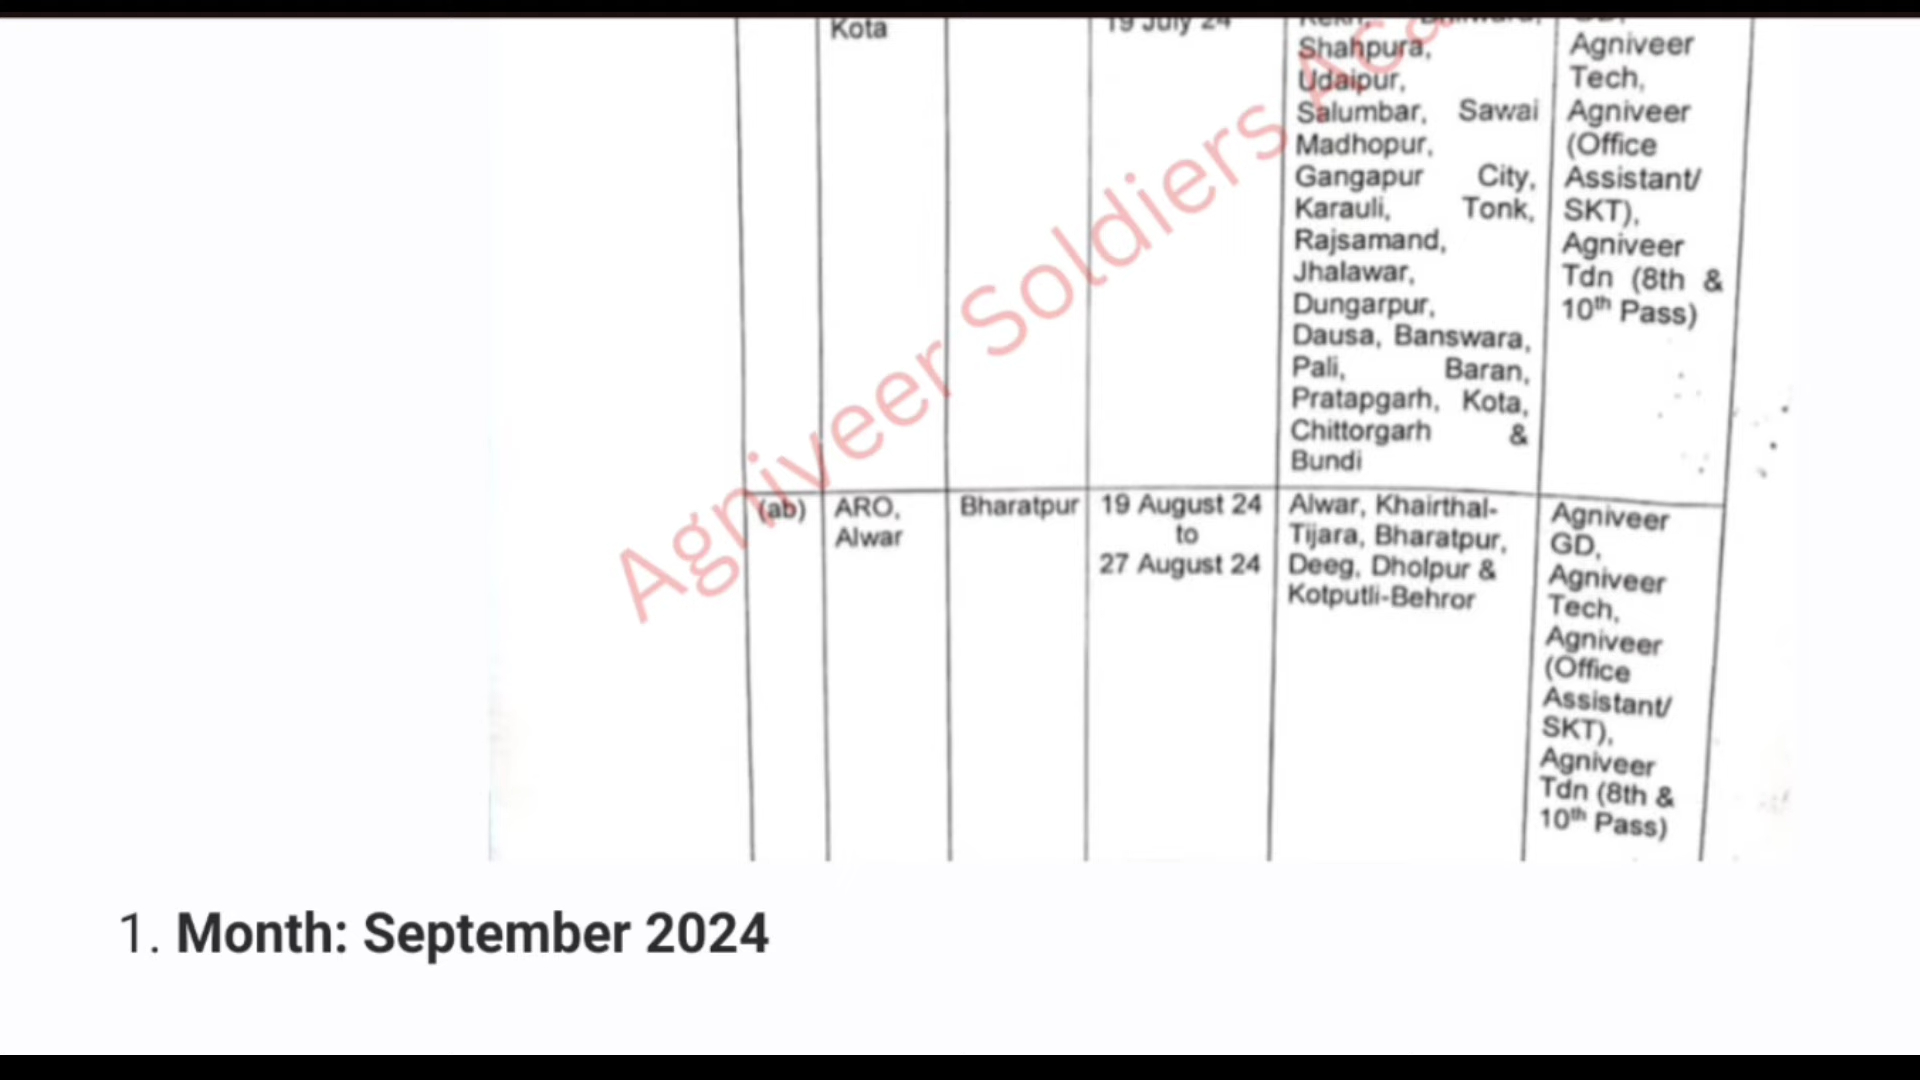 Kota
19 July 24
Shahpura,
Udaipur,
Salumbar, Sawai
Madhopur,
Gangapur City,
Karauli, Tonk,
Rajsamand,
Jhalawar,
Dungarpur,
Dausa, Banswara,
Pali, Baran,
Pratapgarh, Kota,
Chittorgarh &
Bundi
Agniveer
Tech,
Agniveer
(Office
Assistant/
SKT),
Agniveer
Tdn (8th &
10th Pass)
(ab)
ARO,
Alwar
Bharatpur
19 August 24
to
27 August 24
Alwar, Khairthal-
Tijara, Bharatpur,
Deeg, Dholpur &
Kotputli-Behror
Agniveer
GD,
Agniveer
Tech,
Agniveer
(Office
Assistant/
SKT),
Agniveer
Tdn (8th &
10th Pass)
Agniveer Soldiers
1. Month: September 2024